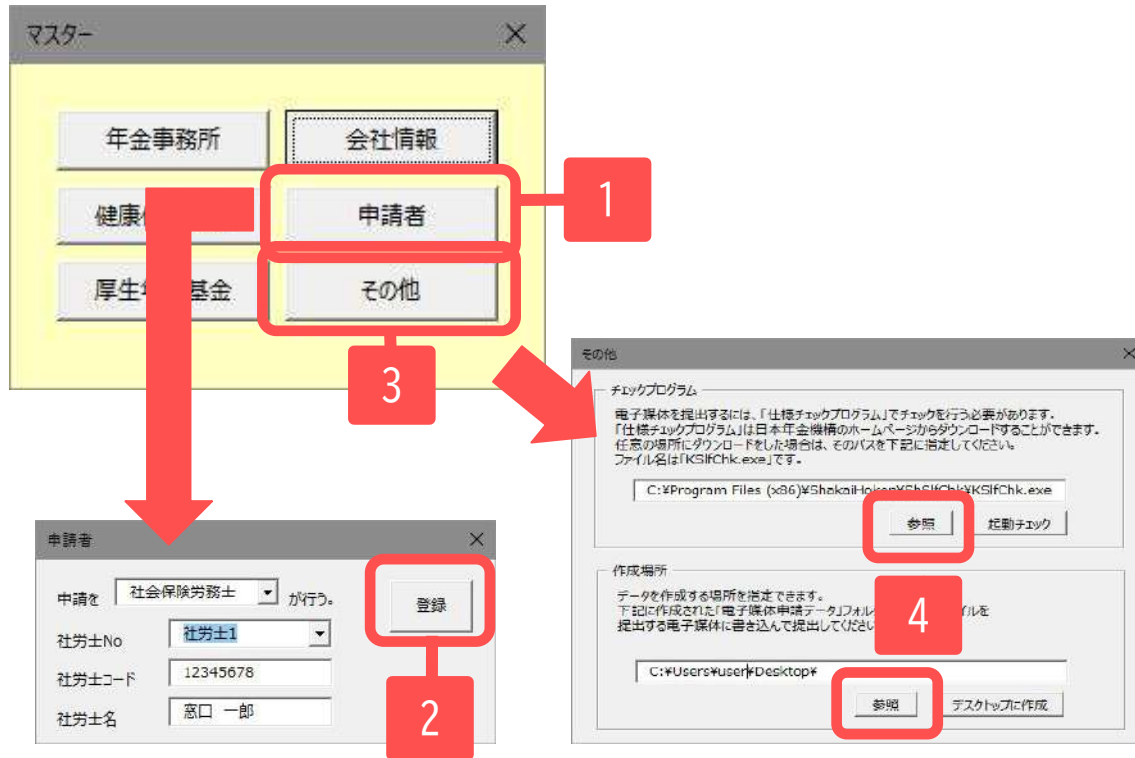 マスター
年金事務所
会社情報
健康
申請者
厚生 基金
その他
1
3
その他
チェックプログラム
電子媒体を提出するには、「仕様チェックプログラム」でチェックを行う必要があります。
「仕様チェックプログラム」は日本年金機構のホームページからダウンロードすることができます。
任意の場所にダウンロードをした場合は、そのパスを下記に指定してください。
ファイル名は「KSlfChk.exe」です。
C:¥Program Files (x86)¥ShakaiHoken¥ShSlfChk¥KSlfChk.exe
参照
起動チェック
作成場所
データを作成する場所を指定できます。
下記に作成された「電子媒体申請データ」フォル イルを
提出する電子媒体に書き込んで提出してくださ
4
C:¥Users¥user¥Desktop¥
参照
デスクトップに作成
申請者
申請を 社会保険労務士 が行う。
登録
社労士No 社労士1
社労士コード 12345678
社労士名 窓口 一郎
2